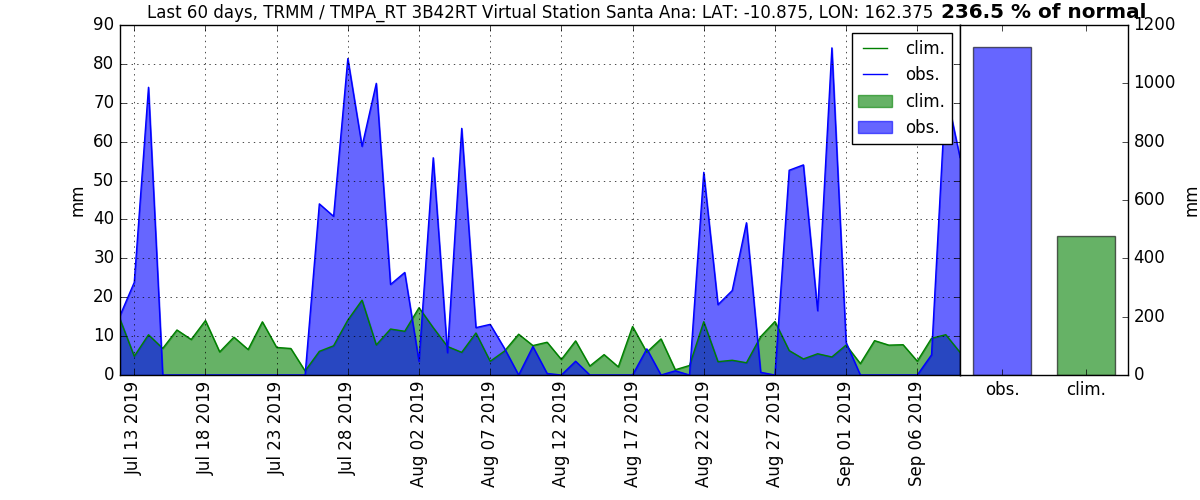 Last 60 days, TRMM / TMPA_RT 3B42RT Virtual Station Santa Ana: LAT: -10.875, LON: 162.375 236.5 % of normal
90
80
70
60
50
40
30
20
10
0
mm
clim.
obs.
clim.
obs.
1200
1000
800
600
400
200
0
mm
Jul 13 2019
Jul 18 2019
Jul 23 2019
Jul 28 2019
Aug 02 2019
Aug 07 2019
Aug 12 2019
Aug 17 2019
Aug 22 2019
Aug 27 2019
Sep 01 2019
Sep 06 2019
obs.
clim.